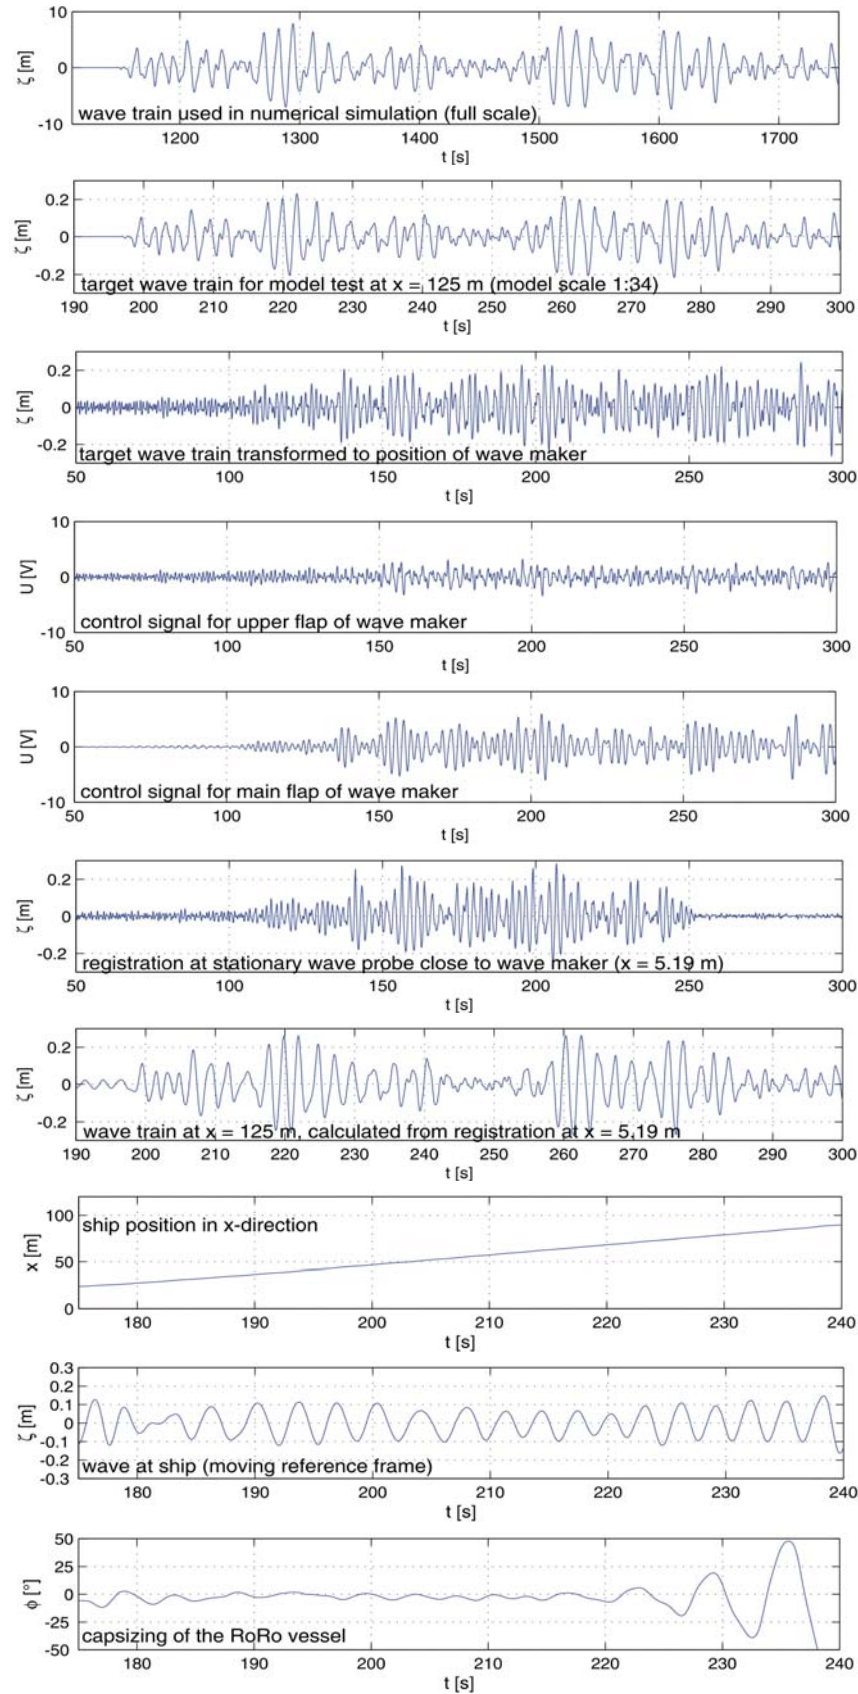 10
0
-10
ζ [m]
wave train used in numerical simulation (full scale)
1200 1300 1400 1500 1600 1700
t [s]
0.2
0
-0.2
ζ [m]
target wave train for model test at x = 125 m (model scale 1:34)
190 200 210 220 230 240 250 260 270 280 290 300
t [s]
0.2
0
-0.2
ζ [m]
target wave train transformed to position of wave maker
50 100 150 200 250 300
t [s]
10
0
-10
U [V]
control signal for upper flap of wave maker
50 100 150 200 250 300
t [s]
10
0
-10
U [V]
control signal for main flap of wave maker
50 100 150 200 250 300
t [s]
0.2
0
-0.2
ζ [m]
registration at stationary wave probe close to wave maker (x = 5.19 m)
50 100 150 200 250 300
t [s]
0.2
0
-0.2
ζ [m]
wave train at x = 125 m, calculated from registration at x = 5.19 m
190 200 210 220 230 240 250 260 270 280 290 300
t [s]
100
50
0
x [m]
ship position in x-direction
180 190 200 210 220 230 240
t [s]
0.3
0.2
0.1
0
-0.1
-0.2
-0.3
ζ [m]
wave at ship (moving reference frame)
180 190 200 210 220 230 240
t [s]
50
25
0
-25
-50
ϕ [°]
capsizing of the RoRo vessel
180 190 200 210 220 230 240
t [s]